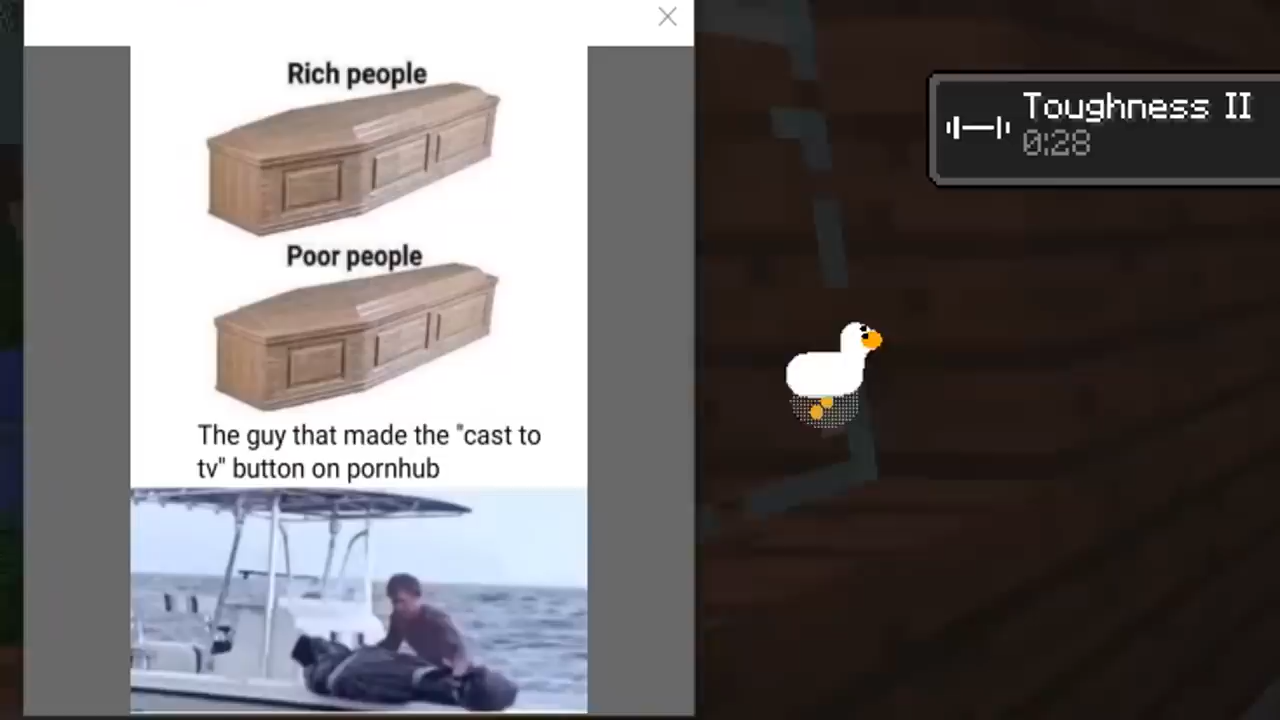 Rich people
Poor people
The guy that made the "cast to
tv" button on pornhub
Toughness II
0:28